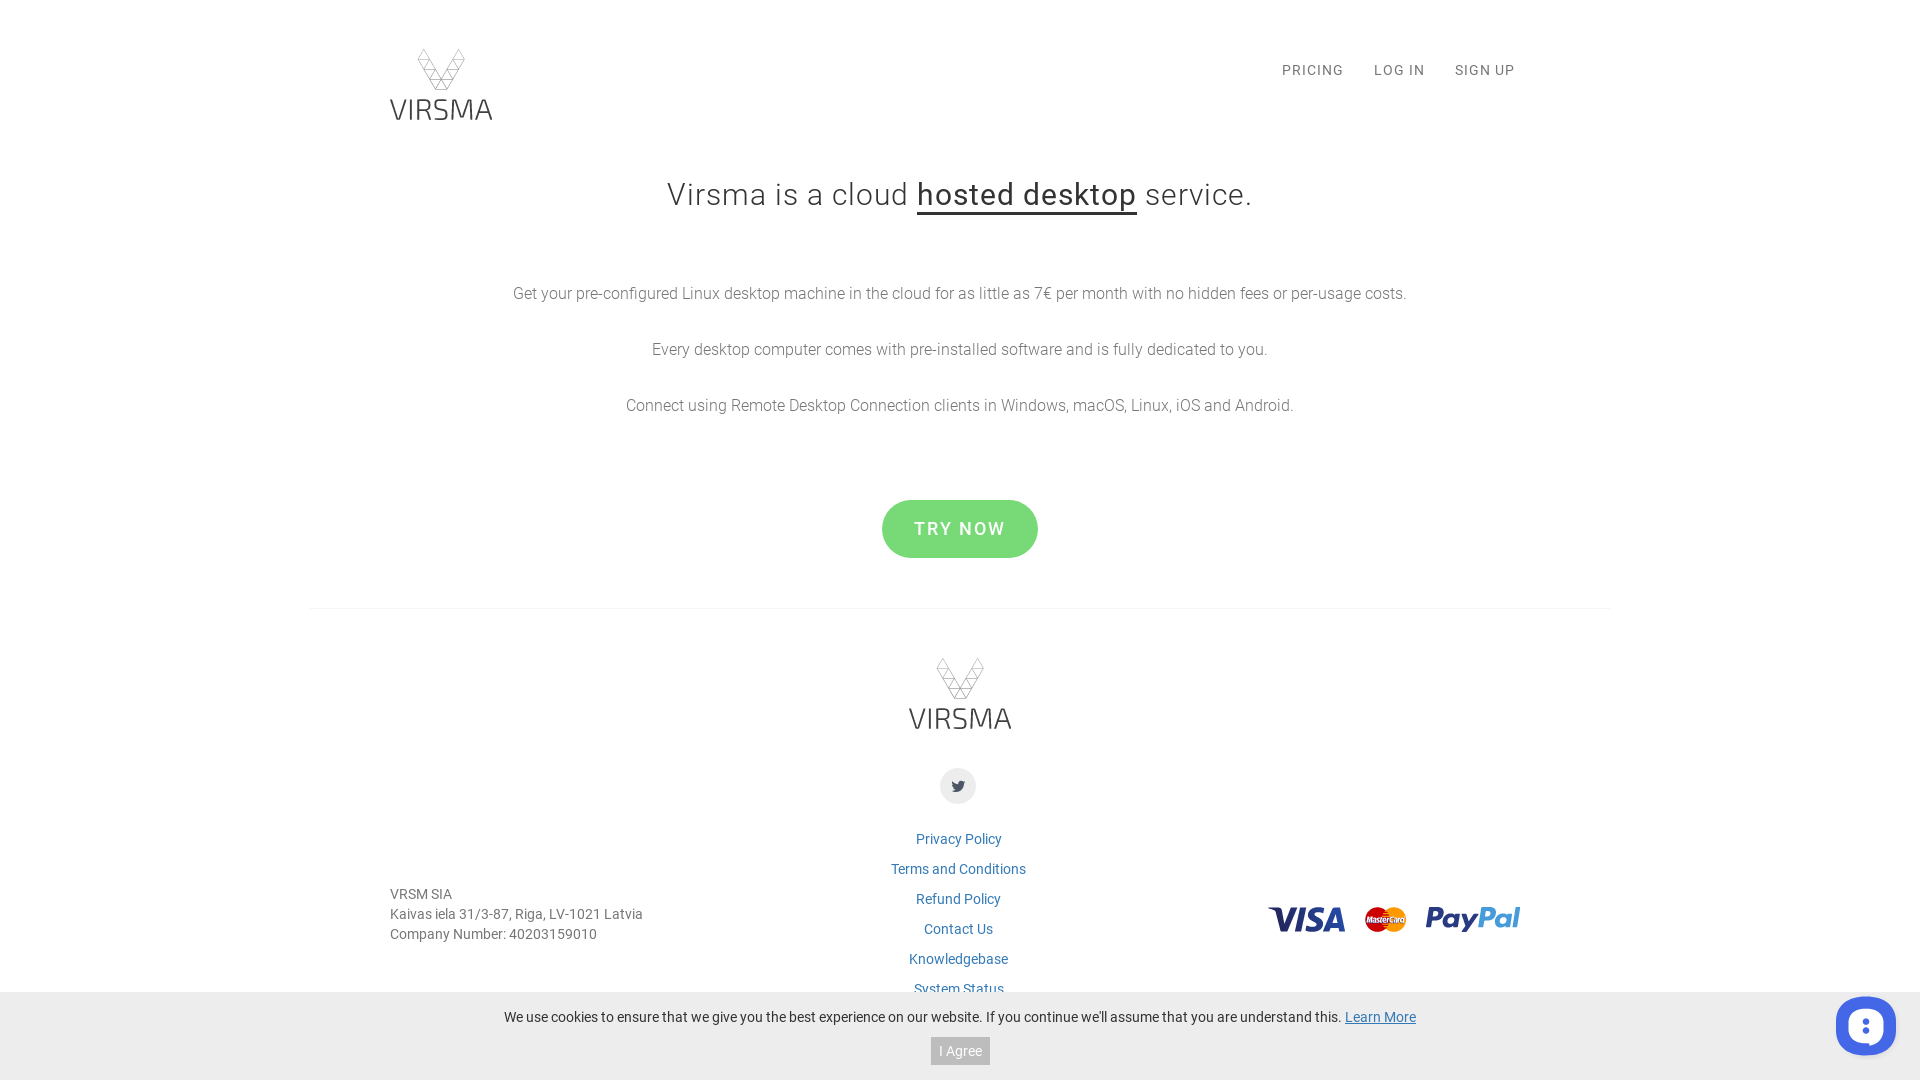 VIRSMA
PRICING
LOG IN
SIGN UP
Virsma is a cloud hosted desktop service.
Get your pre-configured Linux desktop machine in the cloud for as little as 7€ per month with no hidden fees or per-usage costs.
Every desktop computer comes with pre-installed software and is fully dedicated to you.
Connect using Remote Desktop Connection clients in Windows, macOS, Linux, iOS and Android.
TRY NOW
VIRSMA
Privacy Policy
Terms and Conditions
Refund Policy
Contact Us
Knowledgebase
System Status
VRSM SIA
Kaivas iela 31/3-87, Riga, LV-1021 Latvia
Company Number: 40203159010
VISA
MasterCard
PayPal
We use cookies to ensure that we give you the best experience on our website. If you continue we'll assume that you are understand this. Learn More
I Agree